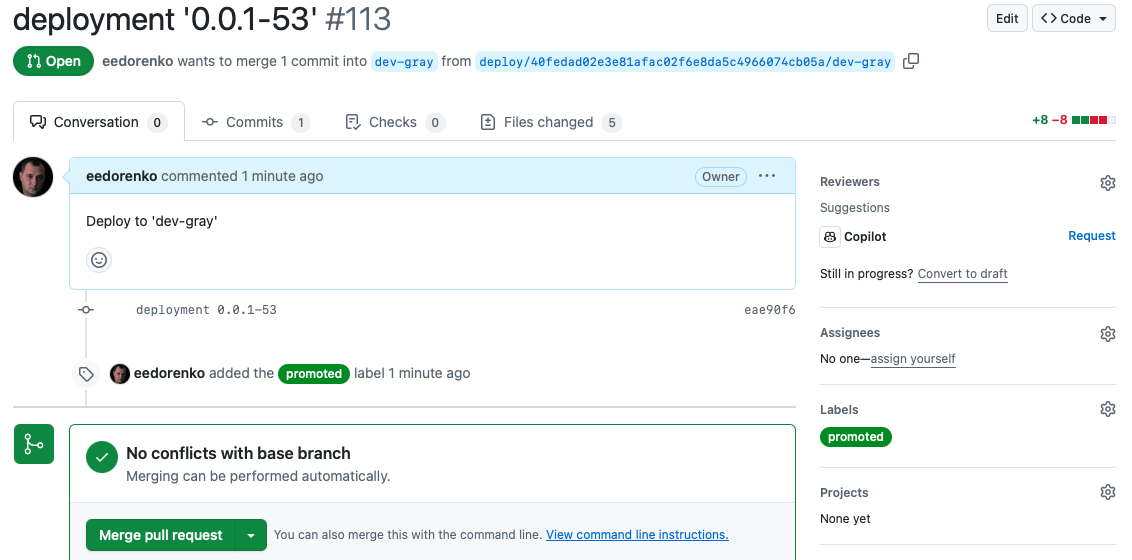 deployment '0.0.1-53' #113
Edit
Code
Open
eedorenko wants to merge 1 commit into dev-gray from deploy/40fedad02e3e81afac02f6e8da5c4966074cb05a/dev-gray
Conversation 0
Commits 1
Checks 0
Files changed 5
+8 −8
eedorenko commented 1 minute ago
Owner
Deploy to 'dev-gray'
deployment 0.0.1-53
eae90f6
eedorenko added the promoted label 1 minute ago
No conflicts with base branch
Merging can be performed automatically.
Merge pull request
You can also merge this with the command line. View command line instructions.
Reviewers
Suggestions
Copilot
Request
Still in progress? Convert to draft
Assignees
No one—assign yourself
Labels
promoted
Projects
None yet